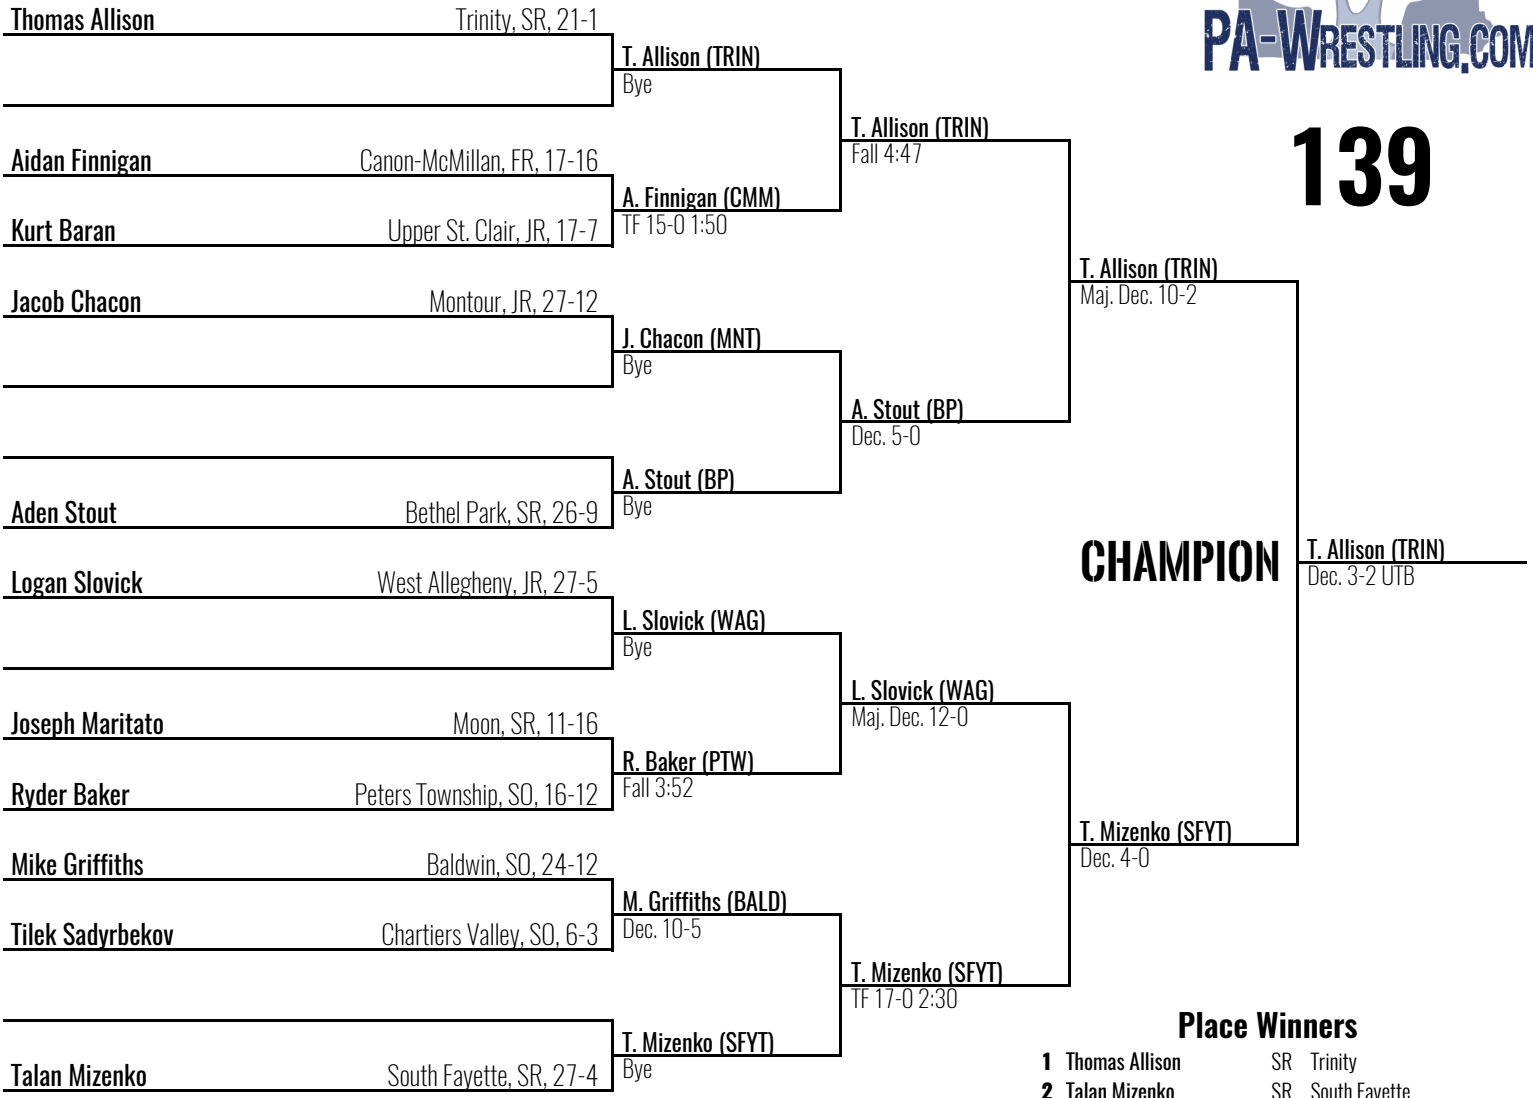 Thomas Allison Trinity, SR, 21-1
T. Allison (TRIN)
Bye
Aidan Finnigan Canon-McMillan, FR, 17-16
A. Finnigan (CMM)
TF 15-0 1:50
Kurt Baran Upper St. Clair, JR, 17-7
T. Allison (TRIN)
Fall 4:47
Jacob Chacon Montour, JR, 27-12
J. Chacon (MNT)
Bye
A. Stout (BP)
Bye
Aden Stout Bethel Park, SR, 26-9
A. Stout (BP)
Dec. 5-0
T. Allison (TRIN)
Maj. Dec. 10-2
Logan Slovick West Allegheny, JR, 27-5
L. Slovick (WAG)
Bye
Joseph Maritato Moon, SR, 11-16
R. Baker (PTW)
Fall 3:52
Ryder Baker Peters Township, SO, 16-12
L. Slovick (WAG)
Maj. Dec. 12-0
Mike Griffiths Baldwin, SO, 24-12
M. Griffiths (BALD)
Dec. 10-5
Tilek Sadyrbekov Chartiers Valley, SO, 6-3
T. Mizenko (SFYT)
Bye
Talan Mizenko South Fayette, SR, 27-4
T. Mizenko (SFYT)
TF 17-0 2:30
T. Mizenko (SFYT)
Dec. 4-0
PA-WRESTLING.COM
139
CHAMPION
T. Allison (TRIN)
Dec. 3-2 UTB
Place Winners
1 Thomas Allison SR Trinity
2 Talan Mizenko SR South Fayette